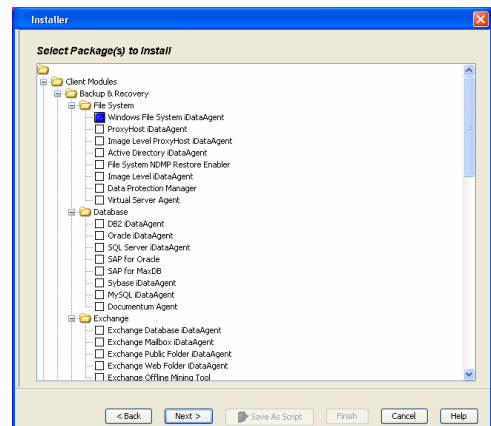 Installer
Select Package(s) to Install
Client Modules
Backup & Recovery
File System
Windows File System iDataAgent
ProxyHost iDataAgent
Image Level ProxyHost iDataAgent
Active Directory iDataAgent
File System NDMP Restore Enabler
Image Level iDataAgent
Data Protection Manager
Virtual Server Agent
Database
DB2 iDataAgent
Oracle iDataAgent
SQL Server iDataAgent
SAP for Oracle
SAP for MaxDB
Sybase iDataAgent
MySQL iDataAgent
Documentum Agent
Exchange
Exchange Database iDataAgent
Exchange Mailbox iDataAgent
Exchange Public Folder iDataAgent
Exchange Web Folder iDataAgent
Exchange Offline Mining Tool
< Back Next > Save As Script Finish Cancel Help